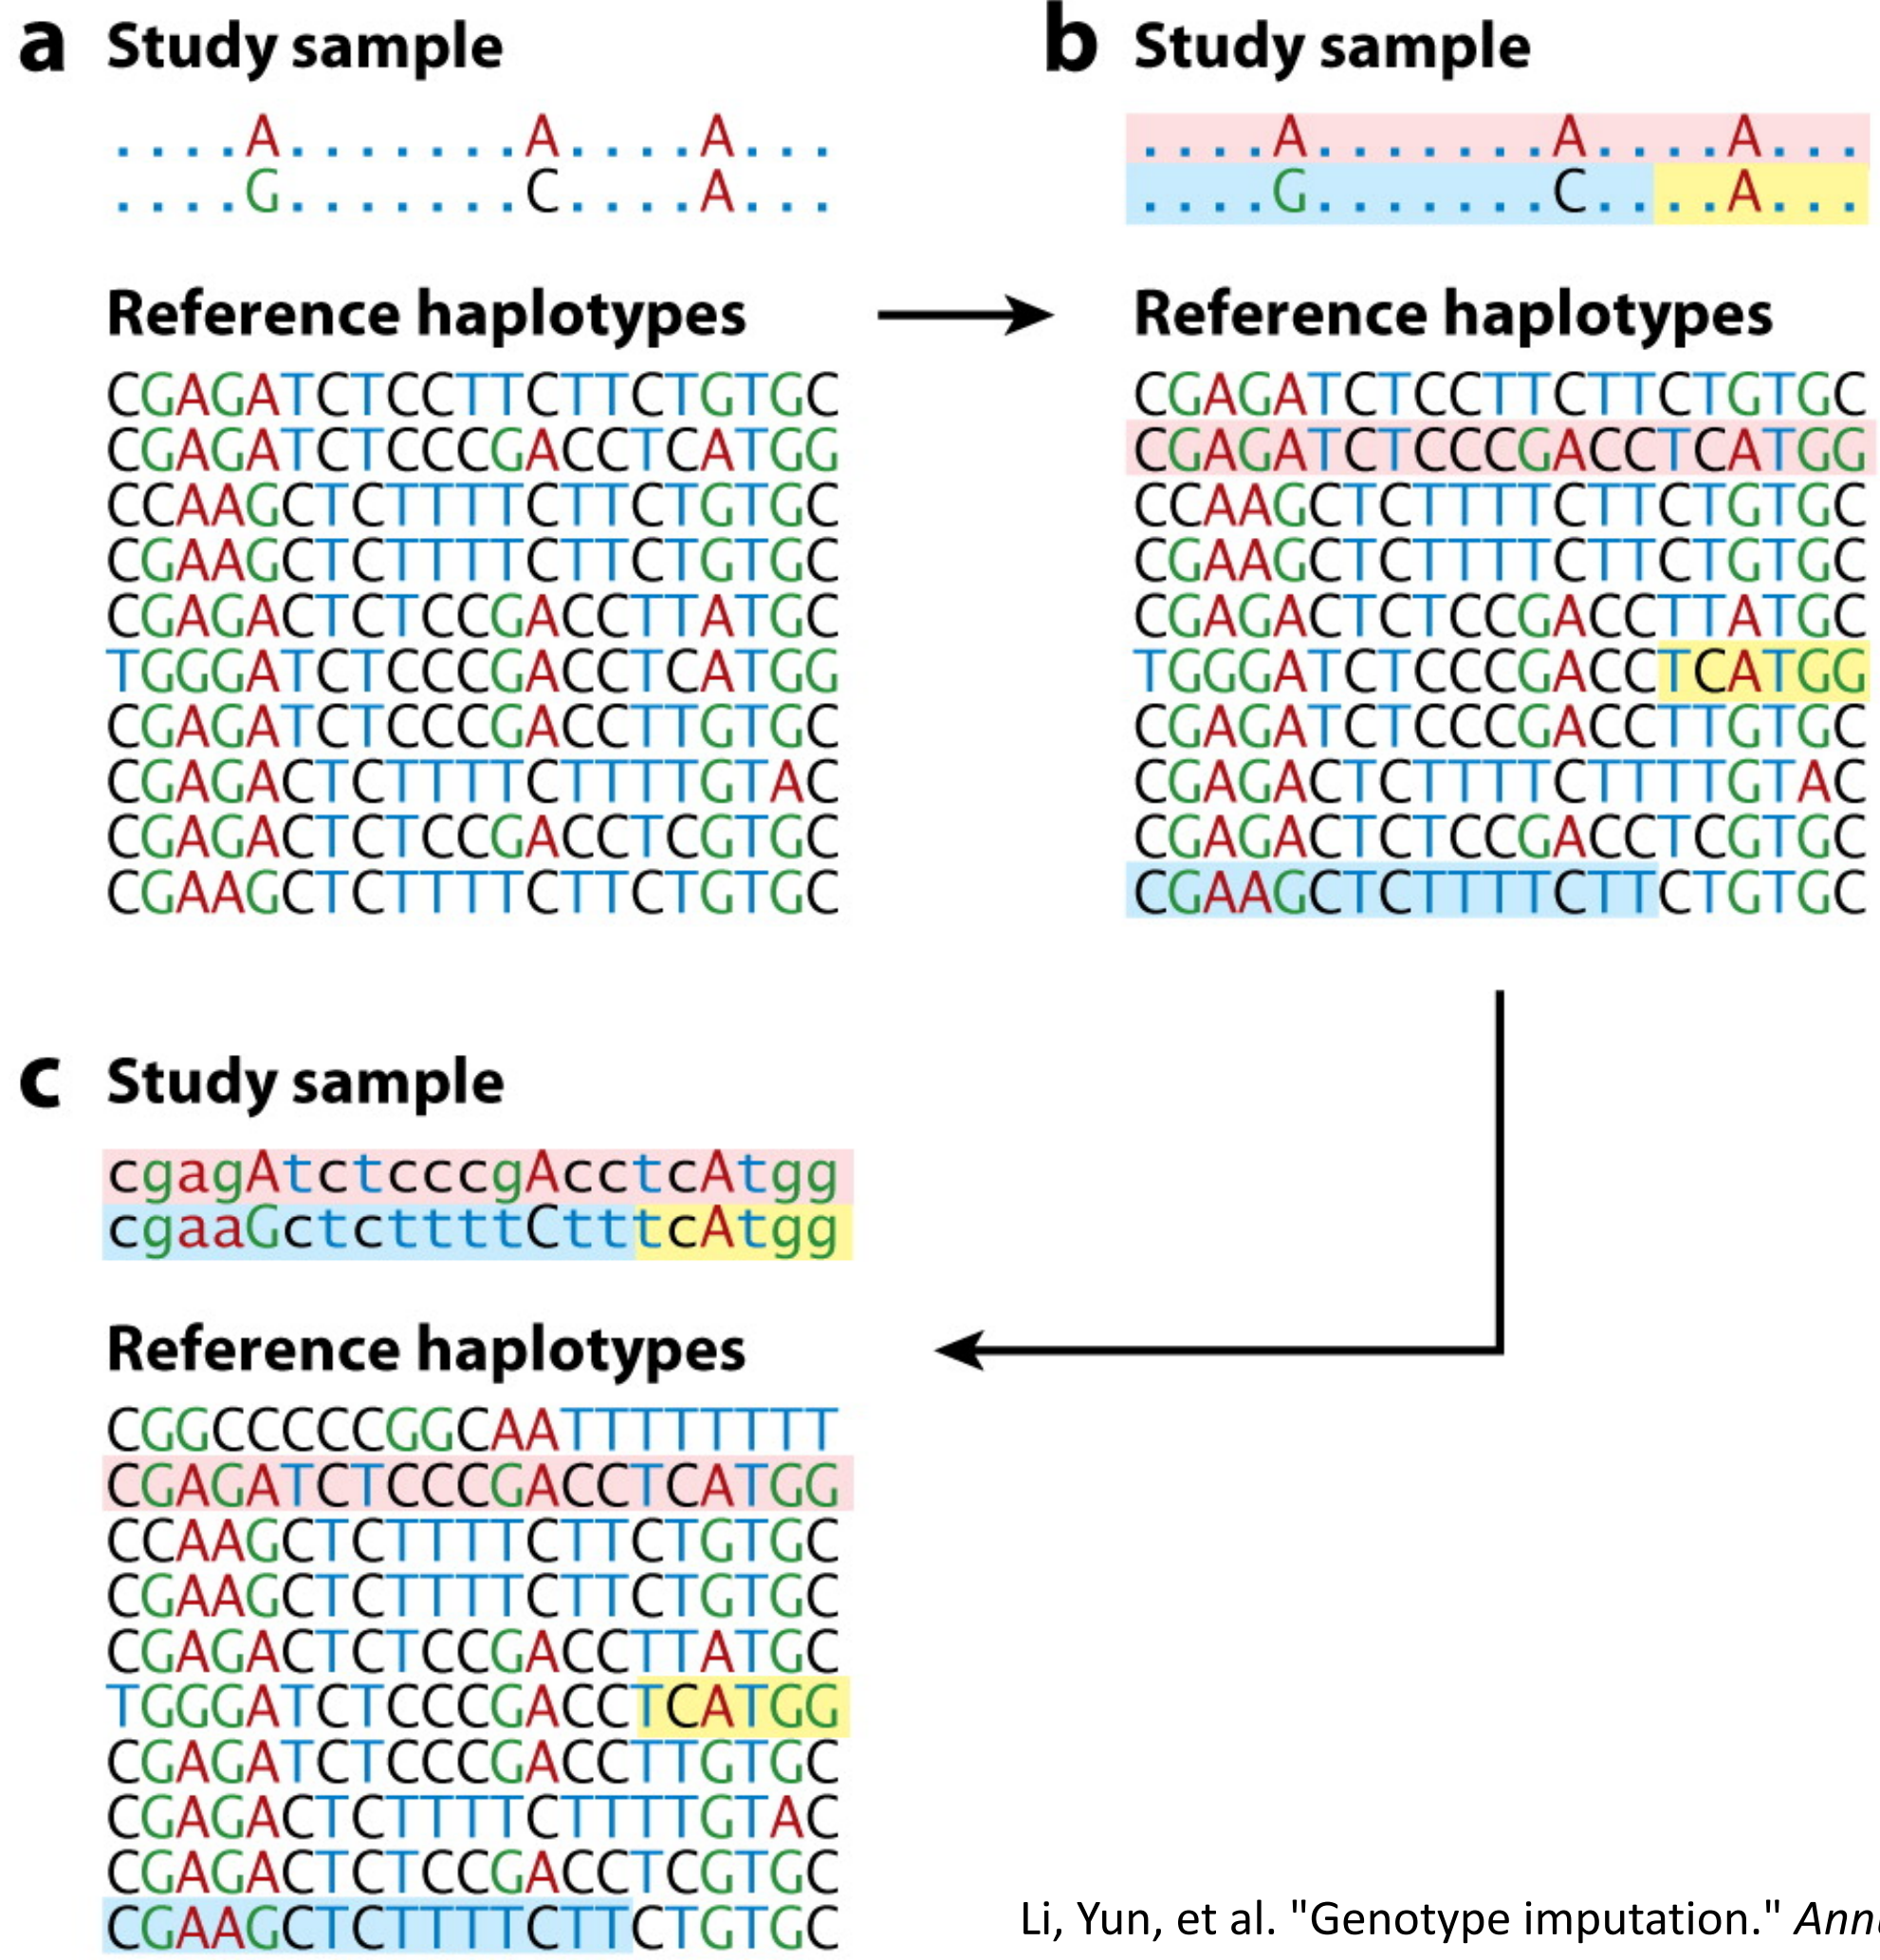 a Study sample
....A.......A....A...
....G.......C....A...
Reference haplotypes
CGAGATCTCCTTCTTCTGTGC
CGAGATCTCCCGACCTCATGG
CCAAGCTCTTTTCTTCTGTGC
CGAAGCTCTTTTCTTCTGTGC
CGAGACTCTCCGACCTTATGC
TGGGATCTCCCGACCTCATGG
CGAGATCTCCCGACCTTGTGC
CGAGACTCTTTTCTTTTGTAC
CGAGACTCTCCGACCTCGTGC
CGAAGCTCTTTTCTTCTGTGC
b Study sample
....A.......A....A...
....G.......C....A...
Reference haplotypes
CGAGATCTCCTTCTTCTGTGC
CGAGATCTCCCGACCTCATGG
CCAAGCTCTTTTCTTCTGTGC
CGAAGCTCTTTTCTTCTGTGC
CGAGACTCTCCGACCTTATGC
TGGGATCTCCCGACCTCATGG
CGAGATCTCCCGACCTTGTGC
CGAGACTCTTTTCTTTTGTAC
CGAGACTCTCCGACCTCGTGC
CGAAGCTCTTTTCTTCTGTGC
c Study sample
cgagAtctcccgAcctcAtgg
cgaaGctcttttCtttcAtgg
Reference haplotypes
CGGCCCCCGGCAATTTTTTTT
CGAGATCTCCCGACCTCATGG
CCAAGCTCTTTTCTTCTGTGC
CGAAGCTCTTTTCTTCTGTGC
CGAGACTCTCCGACCTTATGC
TGGGATCTCCCGACCTCATGG
CGAGATCTCCCGACCTTGTGC
CGAGACTCTTTTCTTTTGTAC
CGAGACTCTCCGACCTCGTGC
CGAAGCTCTTTTCTTCTGTGC
Li, Yun, et al. "Genotype imputation."